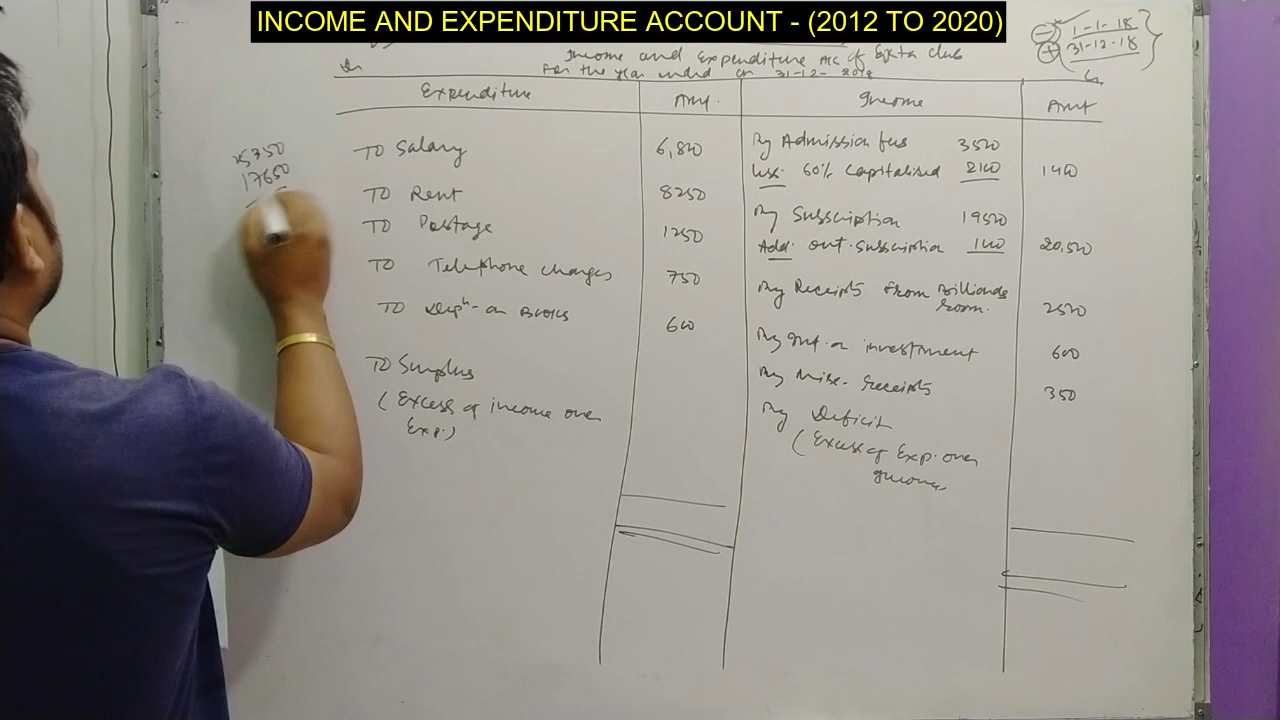 INCOME AND EXPENDITURE ACCOUNT - (2012 TO 2020)
Income and Expenditure A/c of Club
For the year ended on 31-12-2018
Dr
Cr
- 1-1-18
+ 31-12-18
Expenditure Amt Income Amt
25350
17650
To Salary 6,800
To Rent 8250
To Postage 1250
To Telephone charges 750
To Depn on Books 600
To Surplus
(Excess of income over
Exp.)
By Admission fees 3500
Less: 60% Capitalised 2100 1400
By Subscription 19500
Add: out. subscription 1000 20,500
By Receipts from Billiards
room. 2500
By Int. on investment 600
By Misc. receipts 350
By Deficit
(Excess of Exp. over
Income